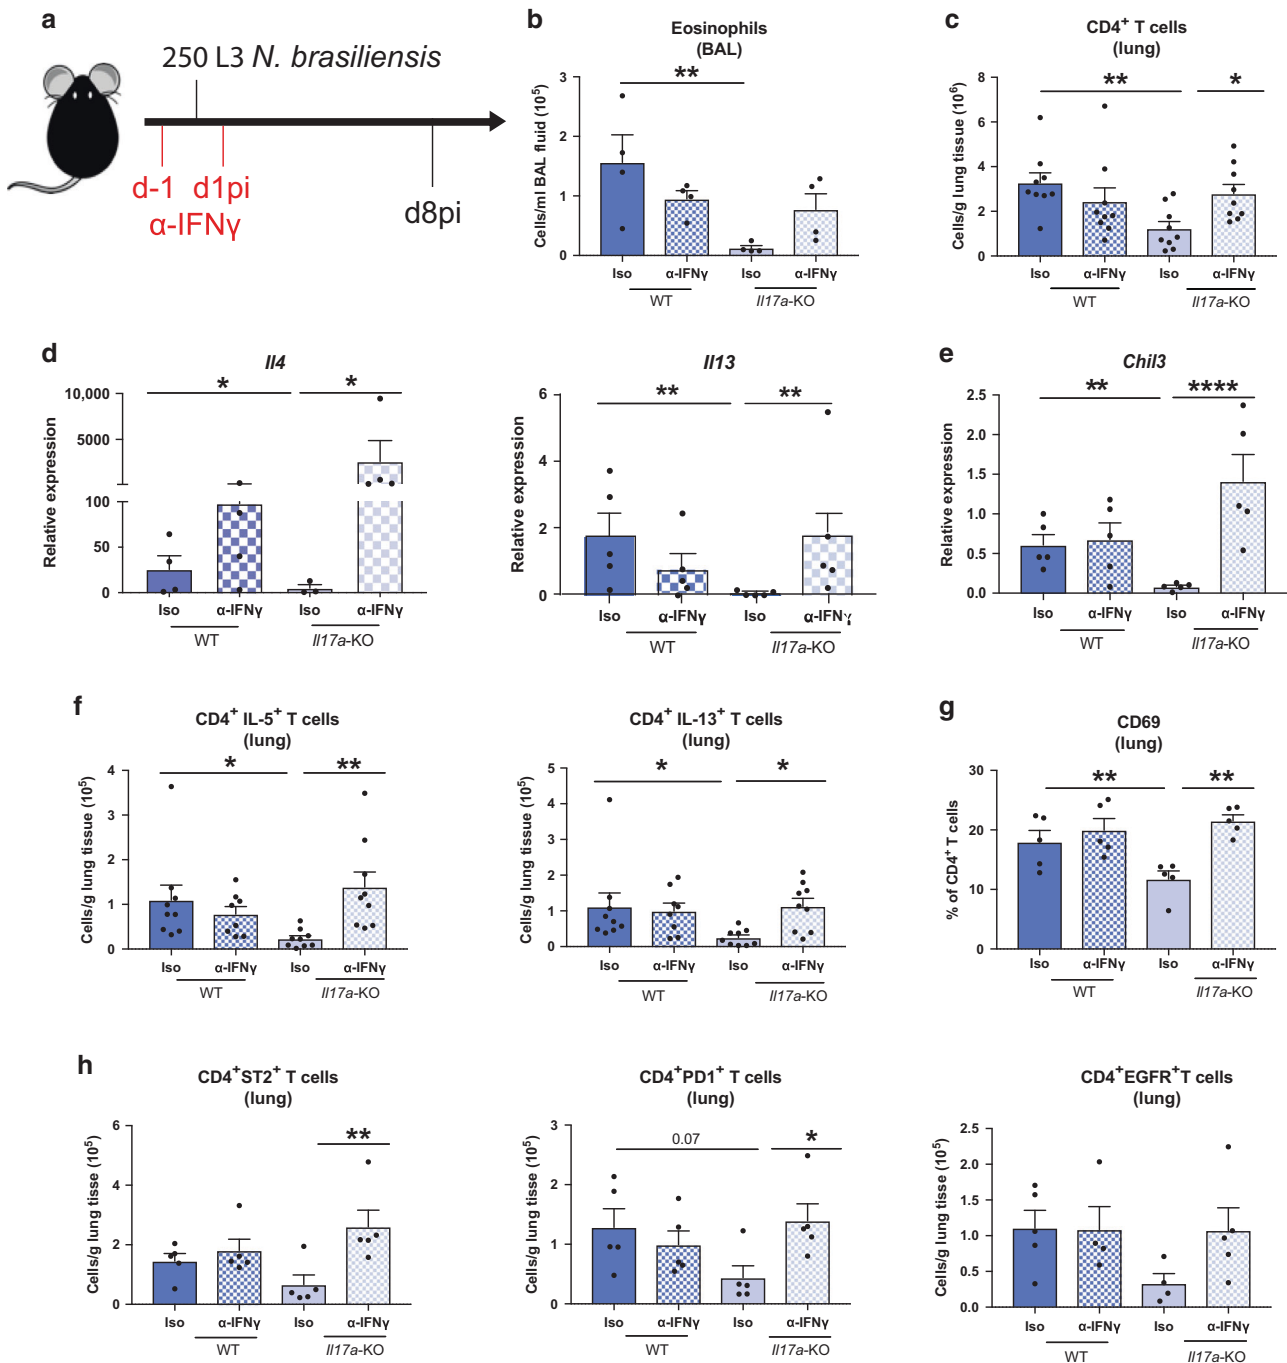 a
250 L3 N. brasiliensis
d-1 d1pi
α-IFNγ
d8pi
b
Eosinophils
(BAL)
Cells/ml BAL fluid (10⁵)
3
2
1
0
**
Iso α-IFNγ Iso α-IFNγ
WT Il17a-KO
c
CD4⁺ T cells
(lung)
Cells/g lung tissue (10⁶)
8
6
4
2
0
** *
Iso α-IFNγ Iso α-IFNγ
WT Il17a-KO
d
Il4
Relative expression
10,000
5000
100
50
0
* *
Iso α-IFNγ Iso α-IFNγ
WT Il17a-KO
Il13
Relative expression
6
4
2
0
** **
Iso α-IFNγ Iso α-IFNγ
WT Il17a-KO
e
Chil3
Relative expression
2.5
2.0
1.5
1.0
0.5
0.0
** ****
Iso α-IFNγ Iso α-IFNγ
WT Il17a-KO
f
CD4⁺ IL-5⁺ T cells
(lung)
Cells/g lung tissue (10⁵)
4
3
2
1
0
* **
Iso α-IFNγ Iso α-IFNγ
WT Il17a-KO
CD4⁺ IL-13⁺ T cells
(lung)
Cells/g lung tissue (10⁵)
5
4
3
2
1
0
* *
Iso α-IFNγ Iso α-IFNγ
WT Il17a-KO
g
CD69
(lung)
% of CD4⁺ T cells
30
20
10
0
** **
Iso α-IFNγ Iso α-IFNγ
WT Il17a-KO
h
CD4⁺ST2⁺ T cells
(lung)
Cells/g lung tisse (10⁵)
6
4
2
0
**
Iso α-IFNγ Iso α-IFNγ
WT Il17a-KO
CD4⁺PD1⁺ T cells
(lung)
Cells/g lung tisse (10⁵)
3
2
1
0
0.07 *
Iso α-IFNγ Iso α-IFNγ
WT Il17a-KO
CD4⁺EGFR⁺T cells
(lung)
Cells/g lung tisse (10⁵)
2.5
2.0
1.5
1.0
0.5
0.0
Iso α-IFNγ Iso α-IFNγ
WT Il17a-KO